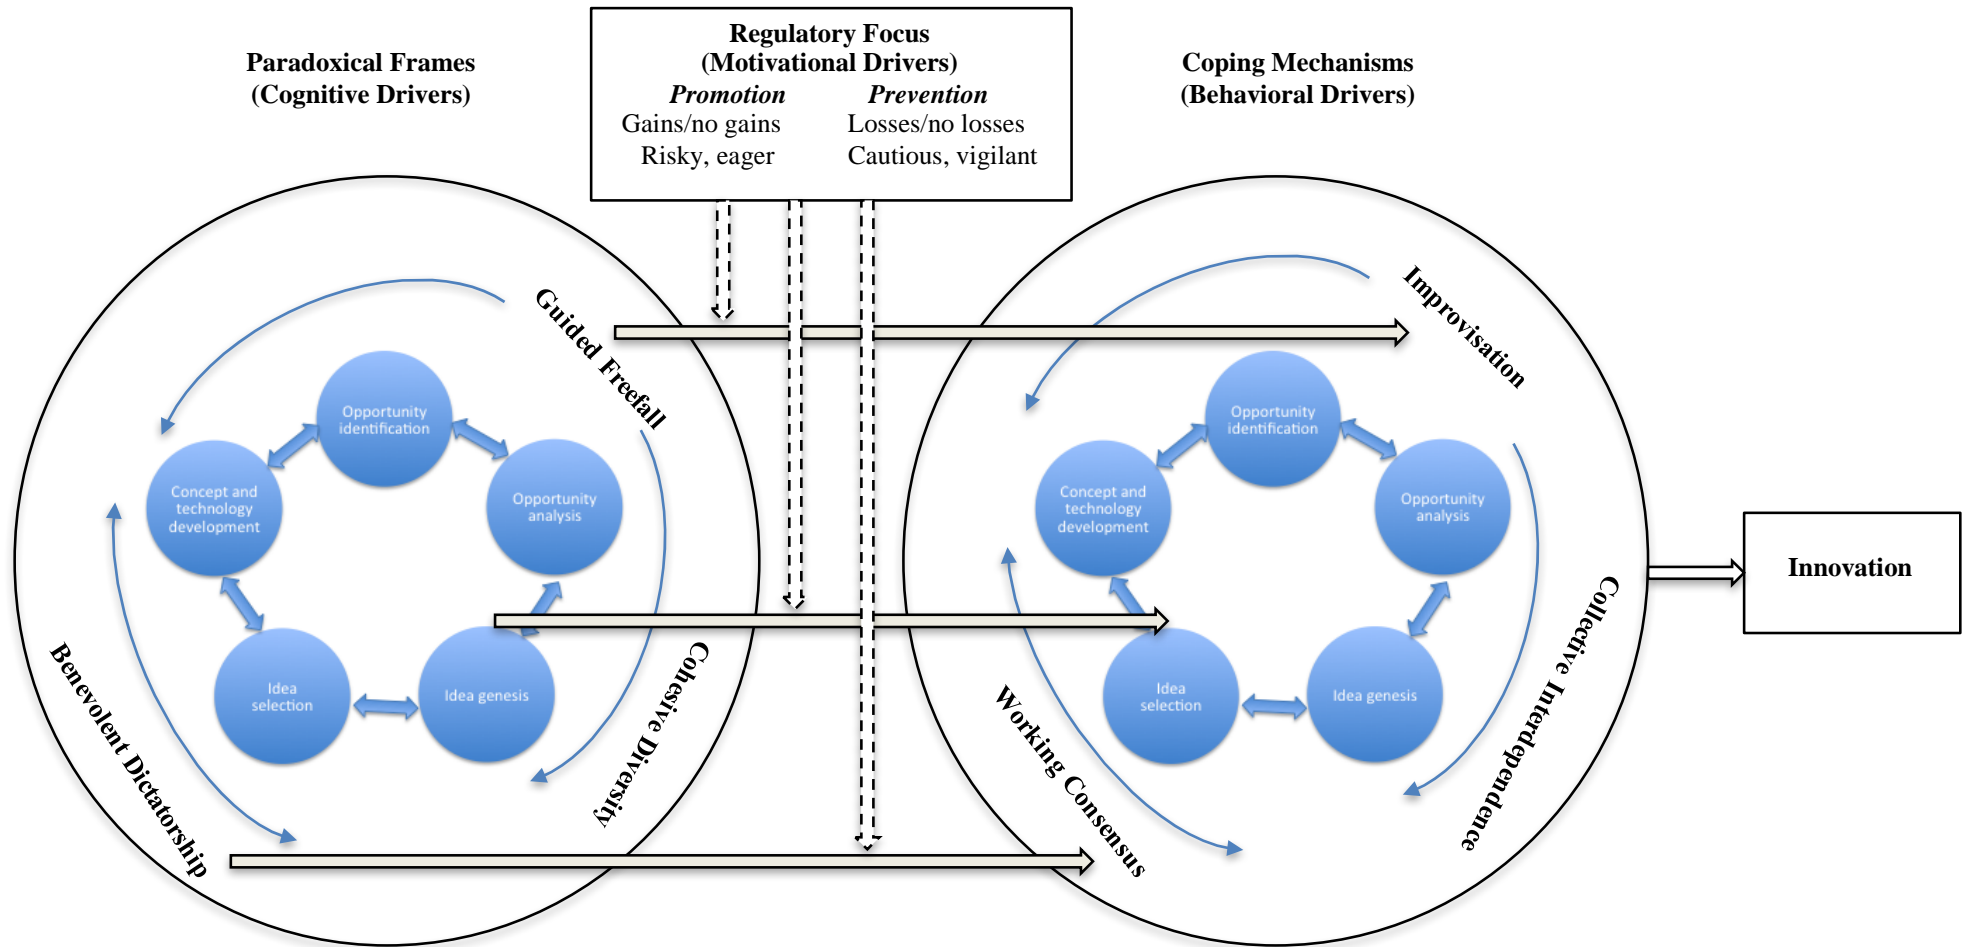 Paradoxical Frames
(Cognitive Drivers)
Regulatory Focus
(Motivational Drivers)
Promotion Prevention
Gains/no gains Losses/no losses
Risky, eager Cautious, vigilant
Coping Mechanisms
(Behavioral Drivers)
Guided Freefall
Opportunity
identification
Opportunity
analysis
Concept and
technology
development
Idea
selection
Idea genesis
Cohesive Diversity
Benevolent Dictatorship
Improvisation
Opportunity
identification
Opportunity
analysis
Concept and
technology
development
Idea
selection
Idea genesis
Collective Interdependence
Working Consensus
Innovation